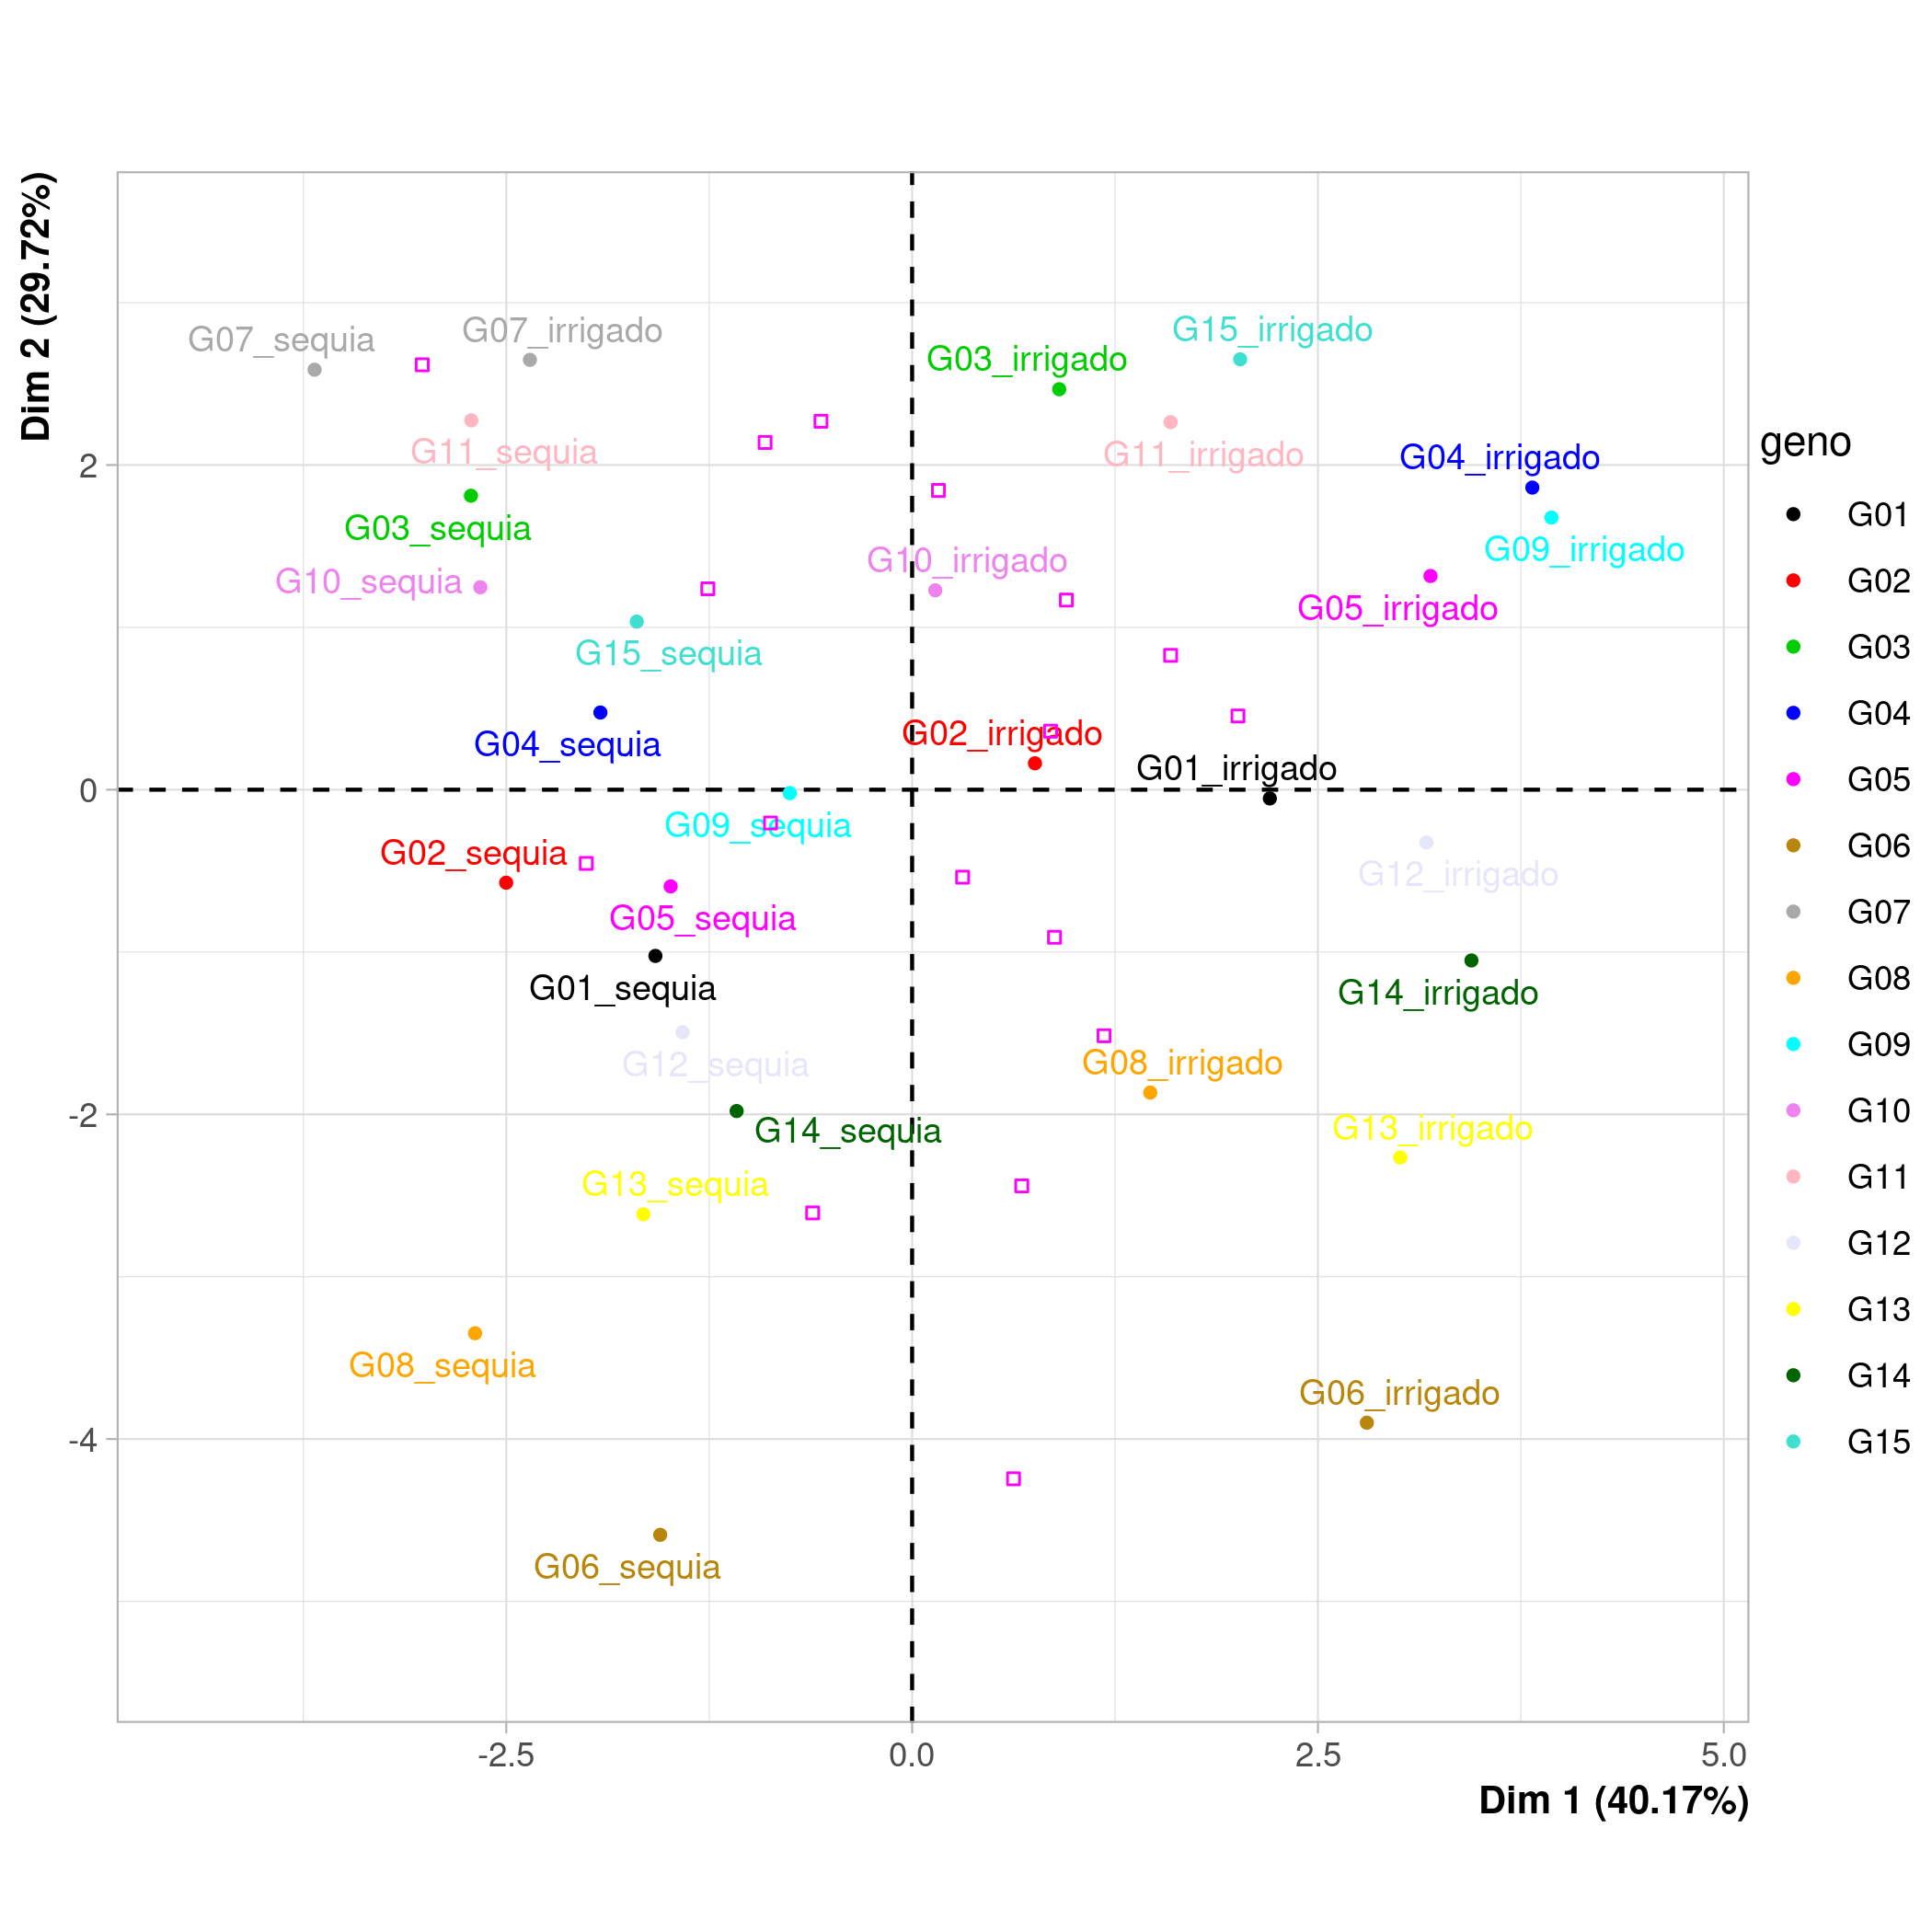 Dim 2 (29.72%)
G07_sequia
G07_irrigado
G15_irrigado
G03_irrigado
G11_sequia
G11_irrigado
G04_irrigado
G03_sequia
G09_irrigado
G10_sequia
G10_irrigado
G05_irrigado
G15_sequia
G04_sequia
G02_irrigado
G01_irrigado
G09_sequia
G02_sequia
G12_irrigado
G05_sequia
G01_sequia
G14_irrigado
G12_sequia
G08_irrigado
G14_sequia
G13_irrigado
G13_sequia
G08_sequia
G06_irrigado
G06_sequia
2
0
-2
-4
-2.5
0.0
2.5
5.0
Dim 1 (40.17%)
geno
G01
G02
G03
G04
G05
G06
G07
G08
G09
G10
G11
G12
G13
G14
G15